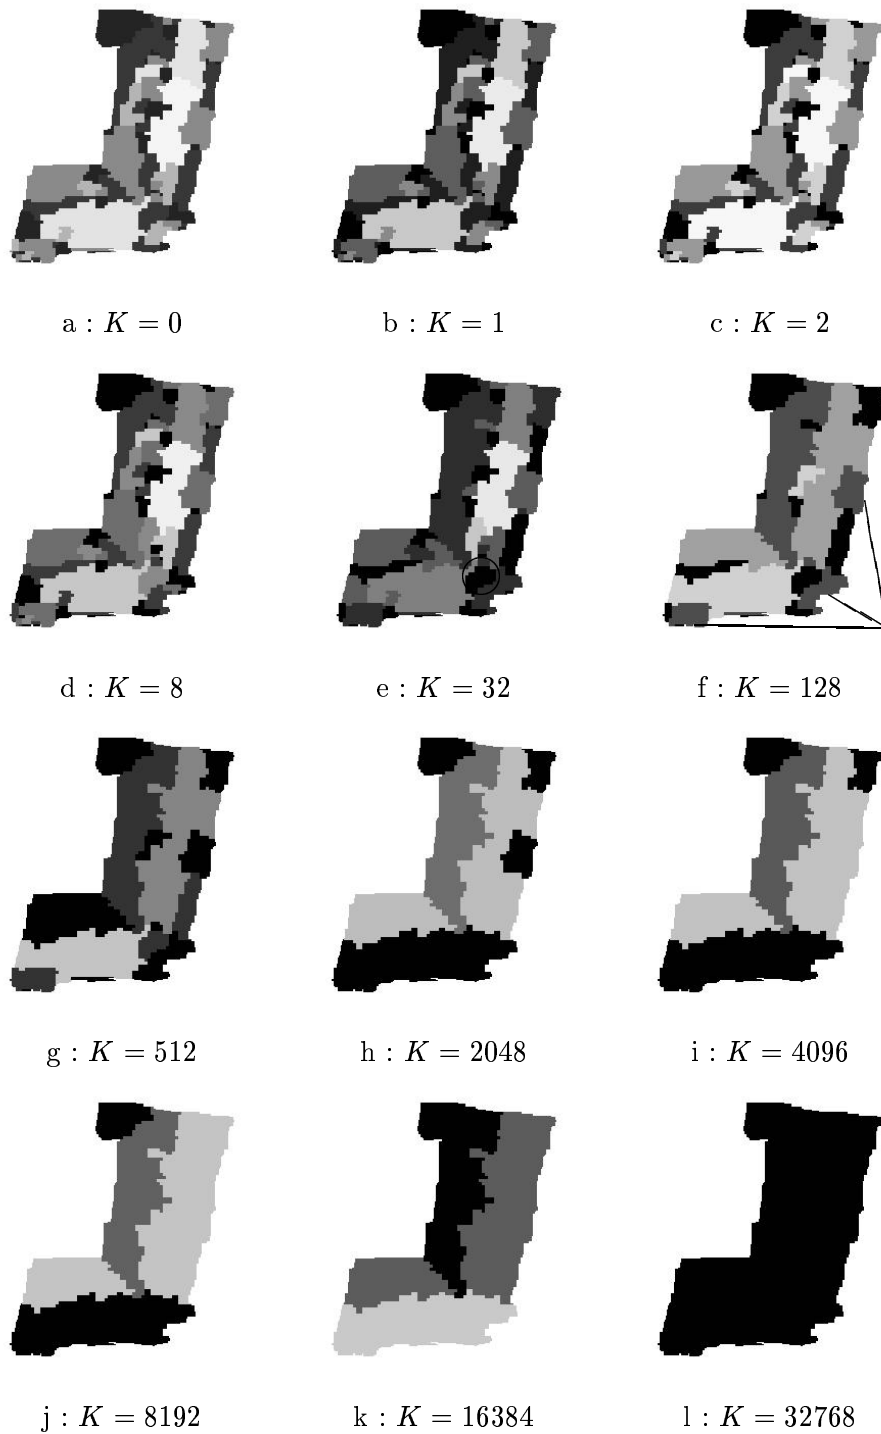 a : K = 0
b : K = 1
c : K = 2
d : K = 8
e : K = 32
f : K = 128
g : K = 512
h : K = 2048
i : K = 4096
j : K = 8192
k : K = 16384
l : K = 32768